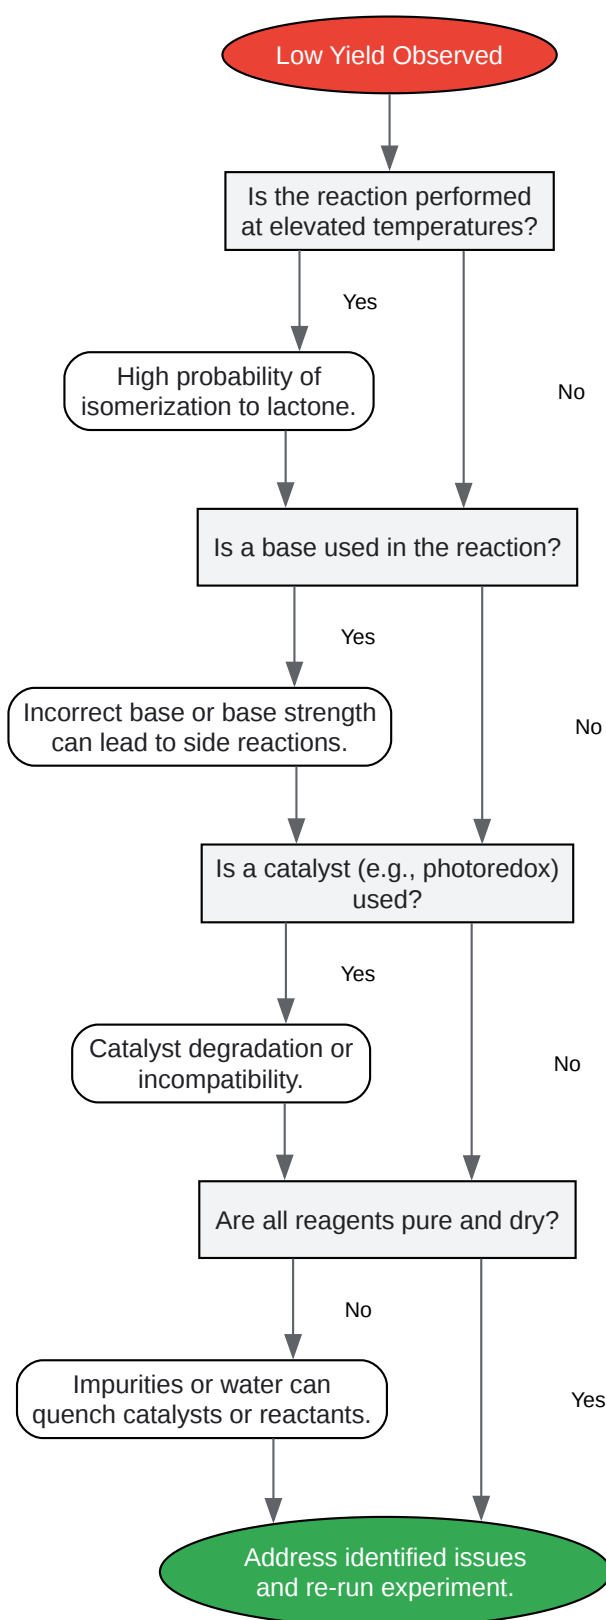 Low Yield Observed
Is the reaction performed
at elevated temperatures?
Yes
High probability of
isomerization to lactone.
No
Is a base used in the reaction?
Yes
Incorrect base or base strength
can lead to side reactions.
No
Is a catalyst (e.g., photoredox)
used?
Yes
Catalyst degradation or
incompatibility.
No
Are all reagents pure and dry?
No
Impurities or water can
quench catalysts or reactants.
Yes
Address identified issues
and re-run experiment.